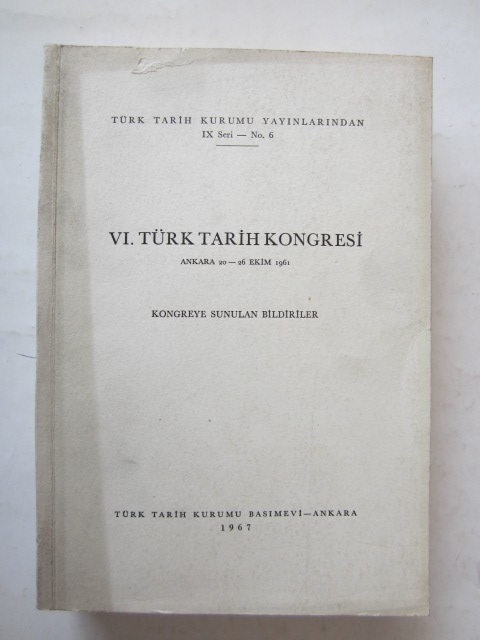 TÜRK TARİH KURUMU YAYINLARINDAN
IX Seri — No. 6
VI. TÜRK TARİH KONGRESİ
ANKARA 20 — 26 EKİM 1961
KONGREYE SUNULAN BİLDİRİLER
TÜRK TARİH KURUMU BASIMEVİ — ANKARA
1967